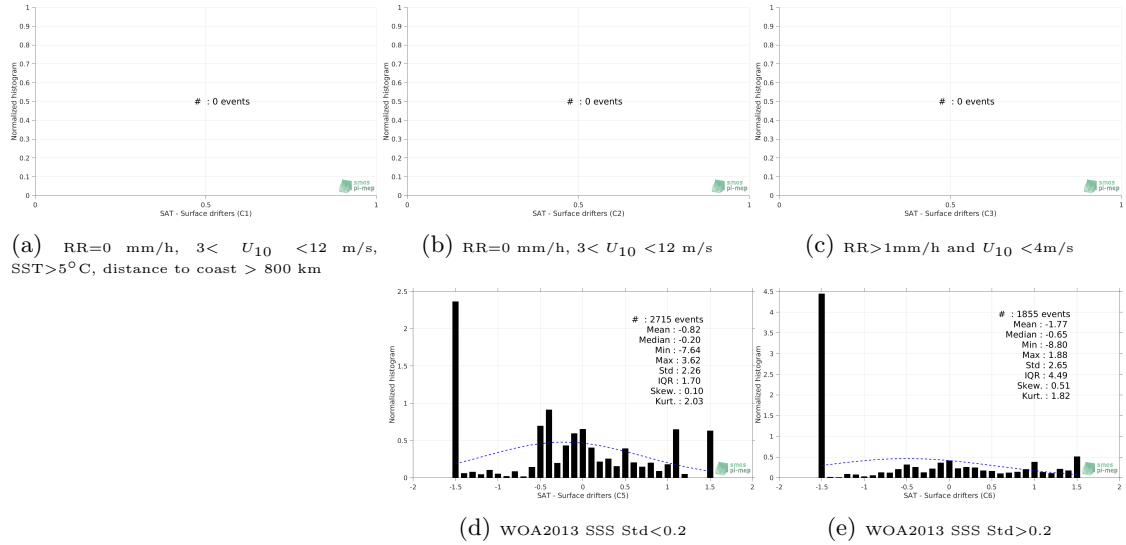 1
0.9
0.8
0.7
0.6
0.5
0.4
0.3
0.2
0.1
0
Normalized histogram
# : 0 events
smos
pi-mep
0 0.5 1
SAT - Surface drifters (C1)
(a) RR=0 mm/h, 3< U10 <12 m/s,
SST>5°C, distance to coast > 800 km
1
0.9
0.8
0.7
0.6
0.5
0.4
0.3
0.2
0.1
0
Normalized histogram
# : 0 events
smos
pi-mep
0 0.5 1
SAT - Surface drifters (C2)
(b) RR=0 mm/h, 3< U10 <12 m/s
1
0.9
0.8
0.7
0.6
0.5
0.4
0.3
0.2
0.1
0
Normalized histogram
# : 0 events
smos
pi-mep
0 0.5 1
SAT - Surface drifters (C3)
(c) RR>1mm/h and U10 <4m/s
2.5
2
1.5
1
0.5
0
Normalized histogram
# : 2715 events
Mean : -0.82
Median : -0.20
Min : -7.64
Max : 3.62
Std : 2.26
IQR : 1.70
Skew. : 0.10
Kurt. : 2.03
smos
pi-mep
-2 -1.5 -1 -0.5 0 0.5 1 1.5 2
SAT - Surface drifters (C5)
(d) WOA2013 SSS Std<0.2
4.5
4
3.5
3
2.5
2
1.5
1
0.5
0
Normalized histogram
# : 1855 events
Mean : -1.77
Median : -0.65
Min : -8.80
Max : 1.88
Std : 2.65
IQR : 4.49
Skew. : 0.51
Kurt. : 1.82
smos
pi-mep
-2 -1.5 -1 -0.5 0 0.5 1 1.5 2
SAT - Surface drifters (C6)
(e) WOA2013 SSS Std>0.2